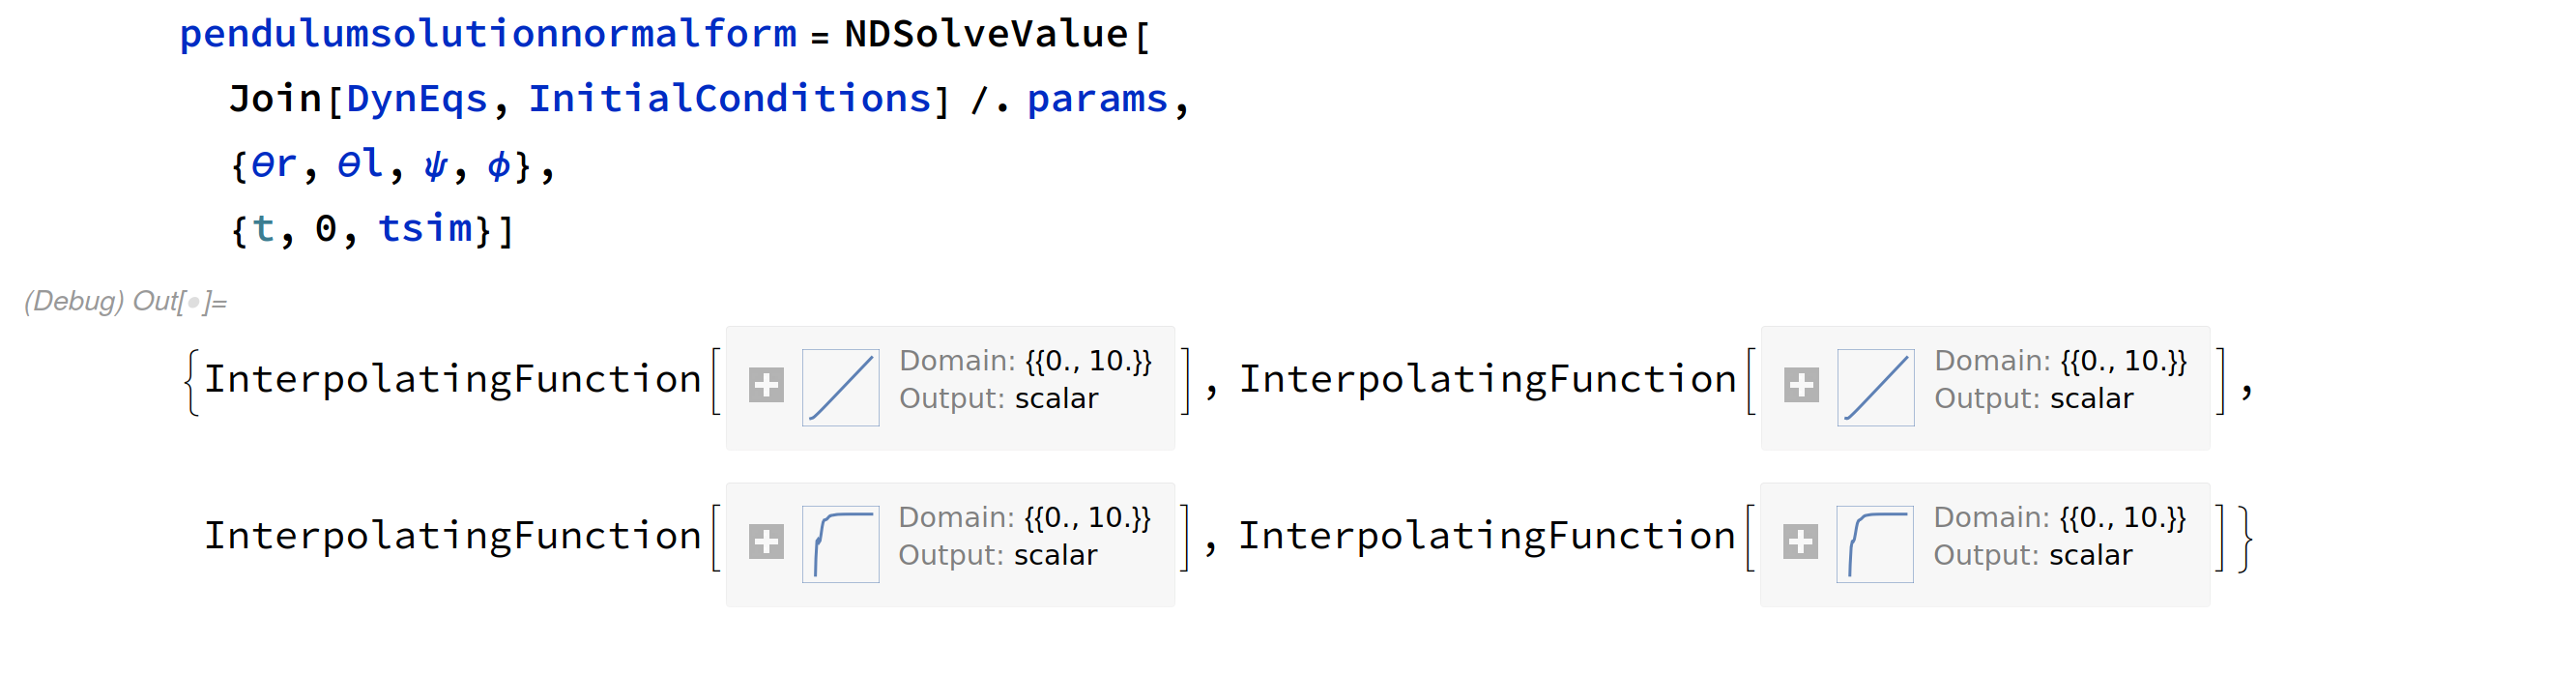 pendulumsolutionnormalform = NDSolveValue[
Join[DynEqs, InitialConditions] /. params,
{θr, θl, ψ, ϕ},
{t, 0, tsim}]
(Debug) Out[●]=
{InterpolatingFunction[ Domain: {{0., 10.}} Output: scalar ], InterpolatingFunction[ Domain: {{0., 10.}} Output: scalar ],
InterpolatingFunction[ Domain: {{0., 10.}} Output: scalar ], InterpolatingFunction[ Domain: {{0., 10.}} Output: scalar ]}